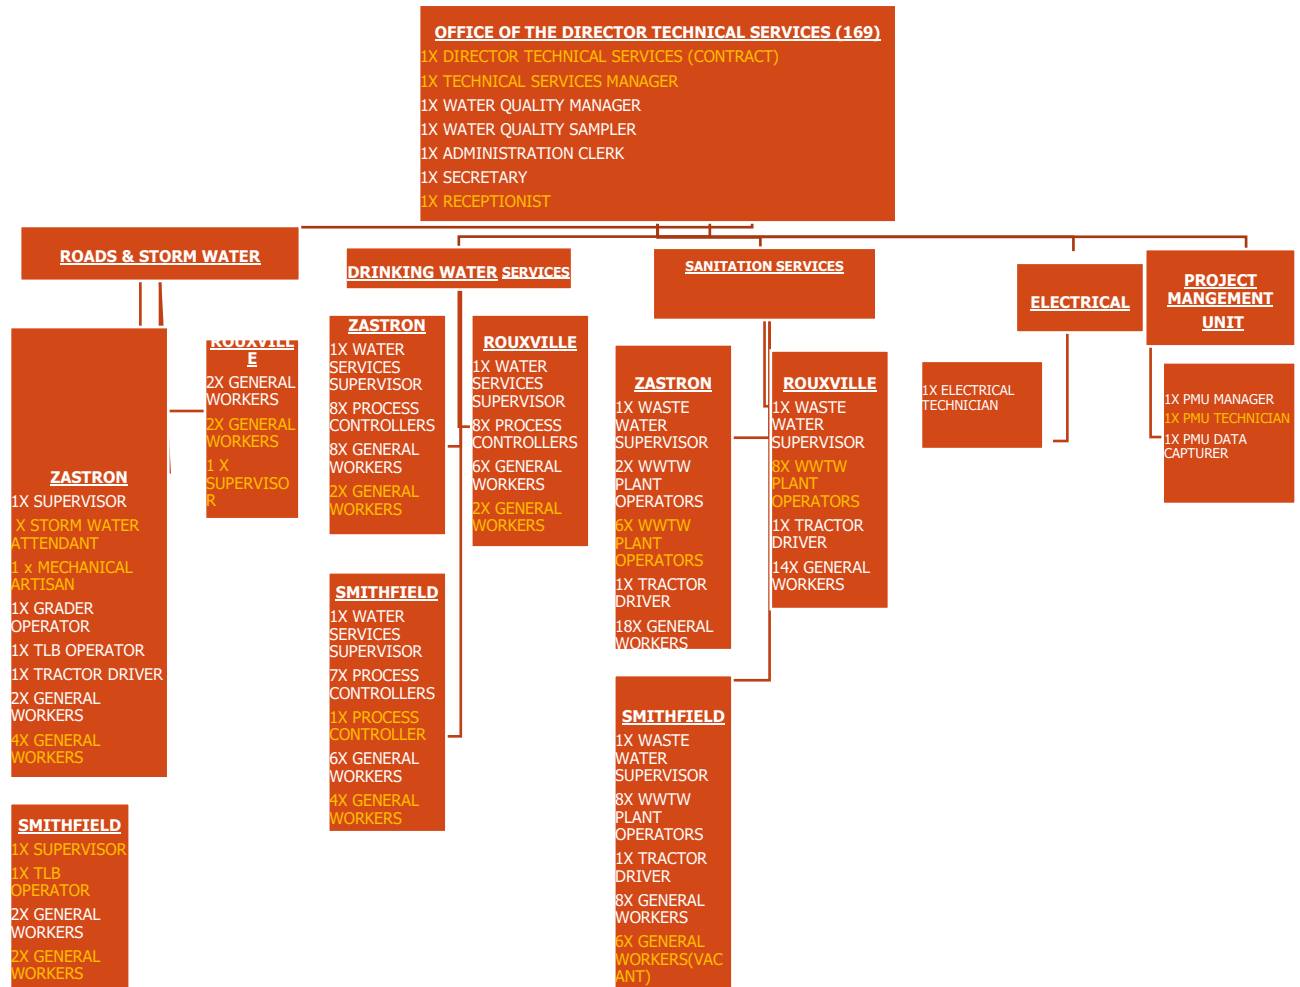 OFFICE OF THE DIRECTOR TECHNICAL SERVICES (169)
1X DIRECTOR TECHNICAL SERVICES (CONTRACT)
1X TECHNICAL SERVICES MANAGER
1X WATER QUALITY MANAGER
1X WATER QUALITY SAMPLER
1X ADMINISTRATION CLERK
1X SECRETARY
1X RECEPTIONIST
ROADS & STORM WATER
ZASTRON
1X SUPERVISOR
X STORM WATER
ATTENDANT
1 x MECHANICAL
ARTISAN
1X GRADER
OPERATOR
1X TLB OPERATOR
1X TRACTOR DRIVER
2X GENERAL
WORKERS
4X GENERAL
WORKERS
ROUXVILL
E
2X GENERAL
WORKERS
2X GENERAL
WORKERS
1 X
SUPERVISO
R
SMITHFIELD
1X SUPERVISOR
1X TLB
OPERATOR
2X GENERAL
WORKERS
2X GENERAL
WORKERS
DRINKING WATER SERVICES
ZASTRON
1X WATER
SERVICES
SUPERVISOR
8X PROCESS
CONTROLLERS
8X GENERAL
WORKERS
2X GENERAL
WORKERS
ROUXVILLE
1X WATER
SERVICES
SUPERVISOR
8X PROCESS
CONTROLLERS
6X GENERAL
WORKERS
2X GENERAL
WORKERS
SMITHFIELD
1X WATER
SERVICES
SUPERVISOR
7X PROCESS
CONTROLLERS
1X PROCESS
CONTROLLER
6X GENERAL
WORKERS
4X GENERAL
WORKERS
SANITATION SERVICES
ZASTRON
1X WASTE
WATER
SUPERVISOR
2X WWTW
PLANT
OPERATORS
6X WWTW
PLANT
OPERATORS
1X TRACTOR
DRIVER
18X GENERAL
WORKERS
ROUXVILLE
1X WASTE
WATER
SUPERVISOR
8X WWTW
PLANT
OPERATORS
1X TRACTOR
DRIVER
14X GENERAL
WORKERS
SMITHFIELD
1X WASTE
WATER
SUPERVISOR
8X WWTW
PLANT
OPERATORS
1X TRACTOR
DRIVER
8X GENERAL
WORKERS
6X GENERAL
WORKERS(VAC
ANT)
ELECTRICAL
1X ELECTRICAL
TECHNICIAN
PROJECT
MANGEMENT
UNIT
1X PMU MANAGER
1X PMU TECHNICIAN
1X PMU DATA
CAPTURER